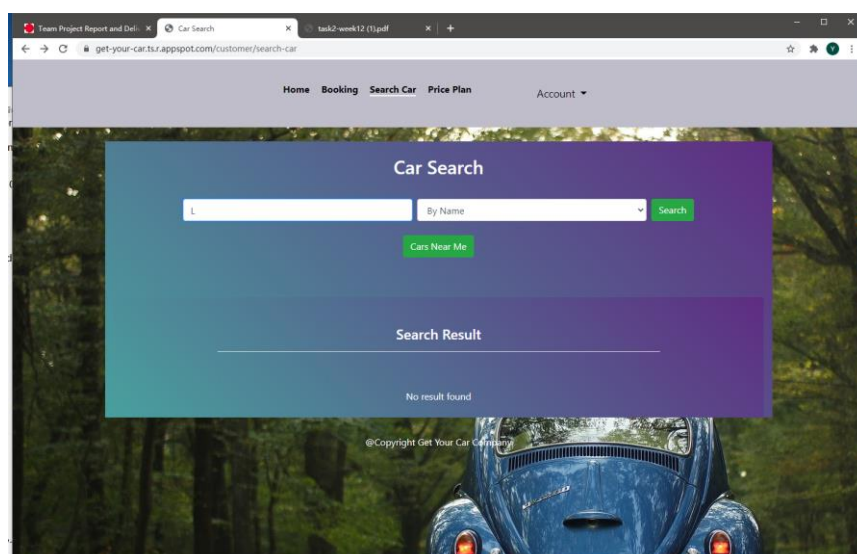 Team Project Report and Deli
Car Search
task2-week12 (1).pdf
get-your-car.ts.r.appspot.com/customer/search-car
Home Booking Search Car Price Plan Account
Car Search
L By Name Search
Cars Near Me
Search Result
No result found
@Copyright Get Your Car Company